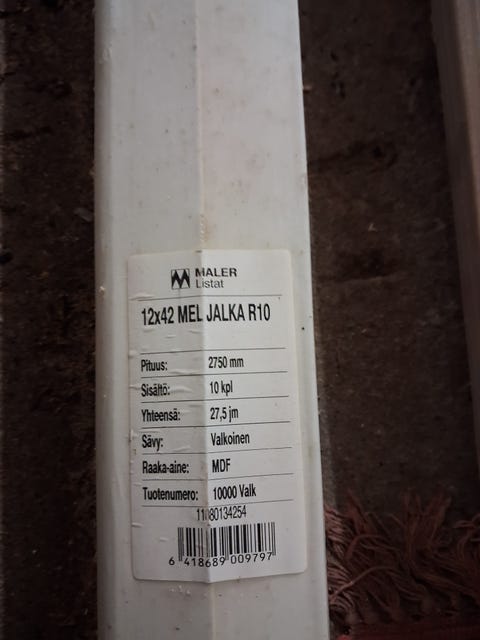 MALER
Listat
12x42 MEL JALKA R10
Pituus: 2750 mm
Sisältö: 10 kpl
Yhteensä: 27,5 jm
Sävy: Valkoinen
Raaka-aine: MDF
Tuotenumero: 10000 Valk
11080134254
6 418689 009797